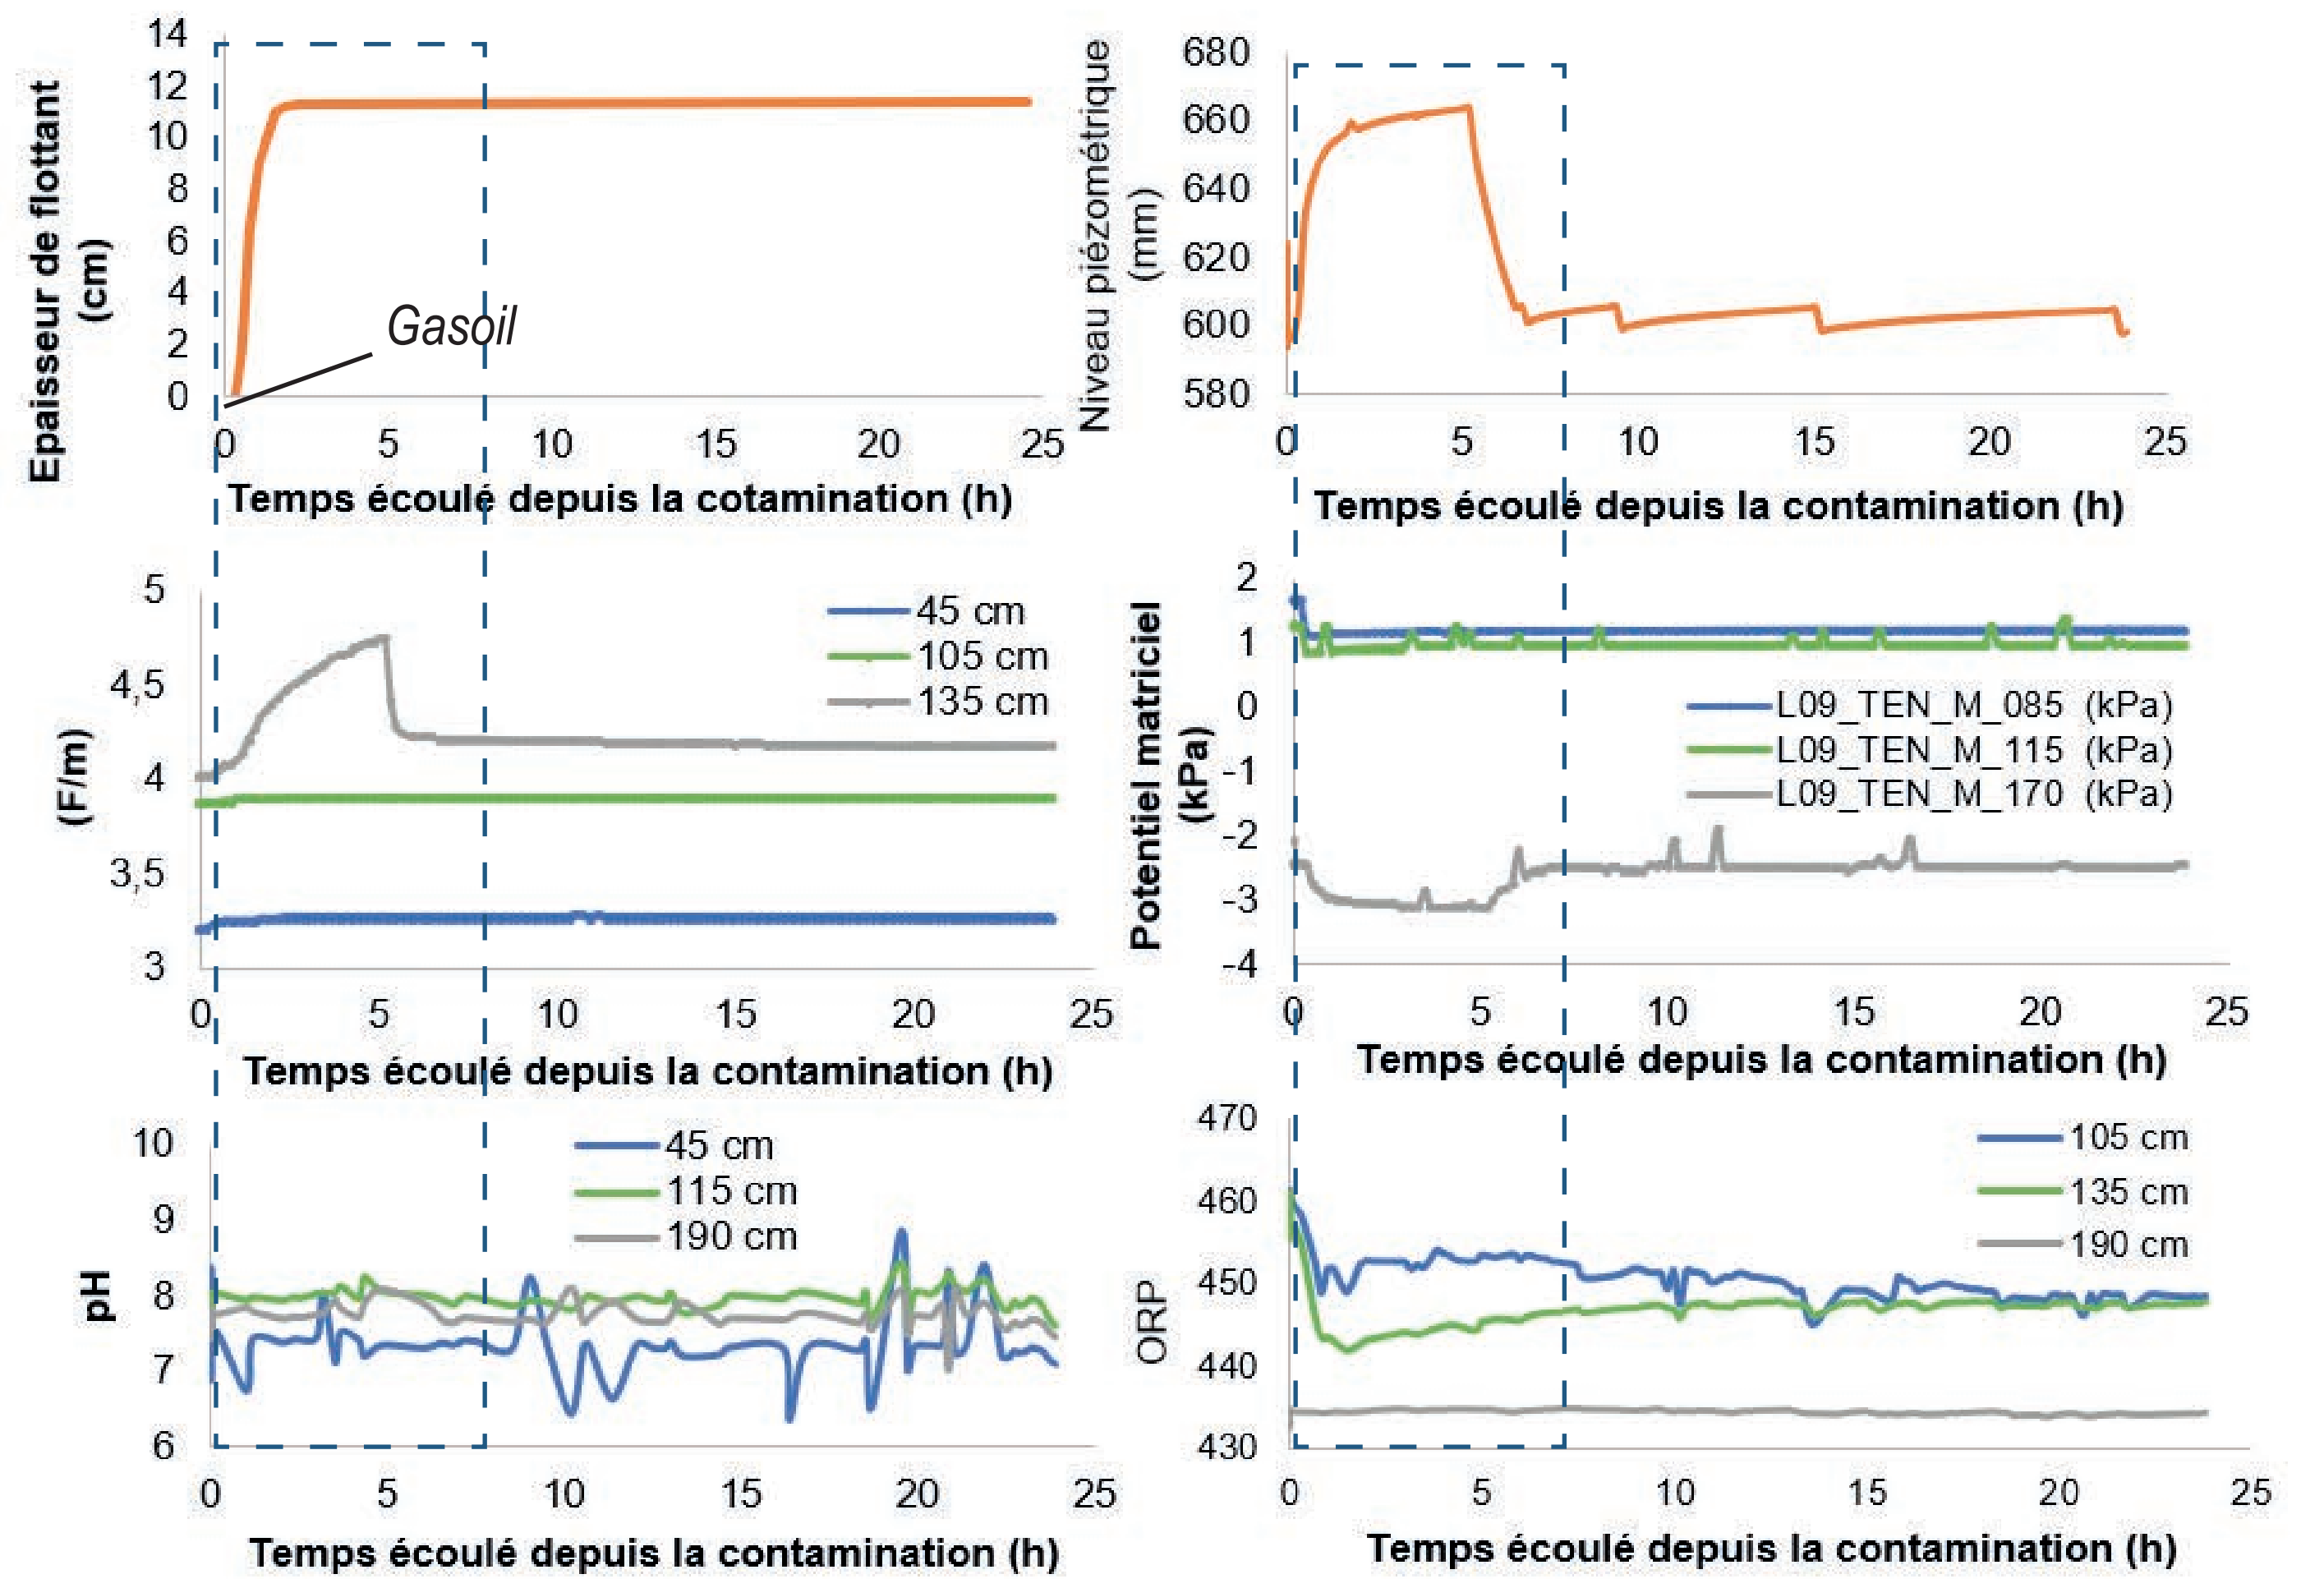 Epaisseur de flottant
(cm)
14
12
10
8
6
4
2
0
Gasoil
0 5 10 15 20 25
Temps écoulé depuis la cotamination (h)
Niveau piézométrique
(mm)
680
660
640
620
600
580
0 5 10 15 20 25
Temps écoulé depuis la contamination (h)
(F/m)
5
4,5
4
3,5
3
45 cm
105 cm
135 cm
0 5 10 15 20 25
Temps écoulé depuis la contamination (h)
Potentiel matriciel
(kPa)
2
1
0
-1
-2
-3
-4
L09_TEN_M_085 (kPa)
L09_TEN_M_115 (kPa)
L09_TEN_M_170 (kPa)
0 5 10 15 20 25
Temps écoulé depuis la contamination (h)
pH
10
9
8
7
6
45 cm
115 cm
190 cm
0 5 10 15 20 25
Temps écoulé depuis la contamination (h)
ORP
470
460
450
440
430
105 cm
135 cm
190 cm
0 5 10 15 20 25
Temps écoulé depuis la contamination (h)